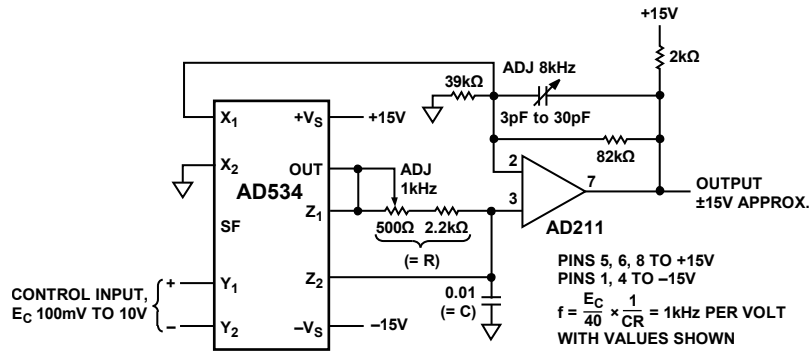 +15V
2kΩ
ADJ 8kHz
39kΩ
3pF to 30pF
82kΩ
X1
+VS
+15V
X2
OUT
ADJ
1kHz
AD534
Z1
SF
500Ω
2.2kΩ
(= R)
2
3
7
AD211
OUTPUT
±15V APPROX.
Z2
0.01
(= C)
CONTROL INPUT,
EC 100mV TO 10V
+
–
Y1
Y2
–VS
–15V
PINS 5, 6, 8 TO +15V
PINS 1, 4 TO –15V
f = EC/40 × 1/CR = 1kHz PER VOLT
WITH VALUES SHOWN